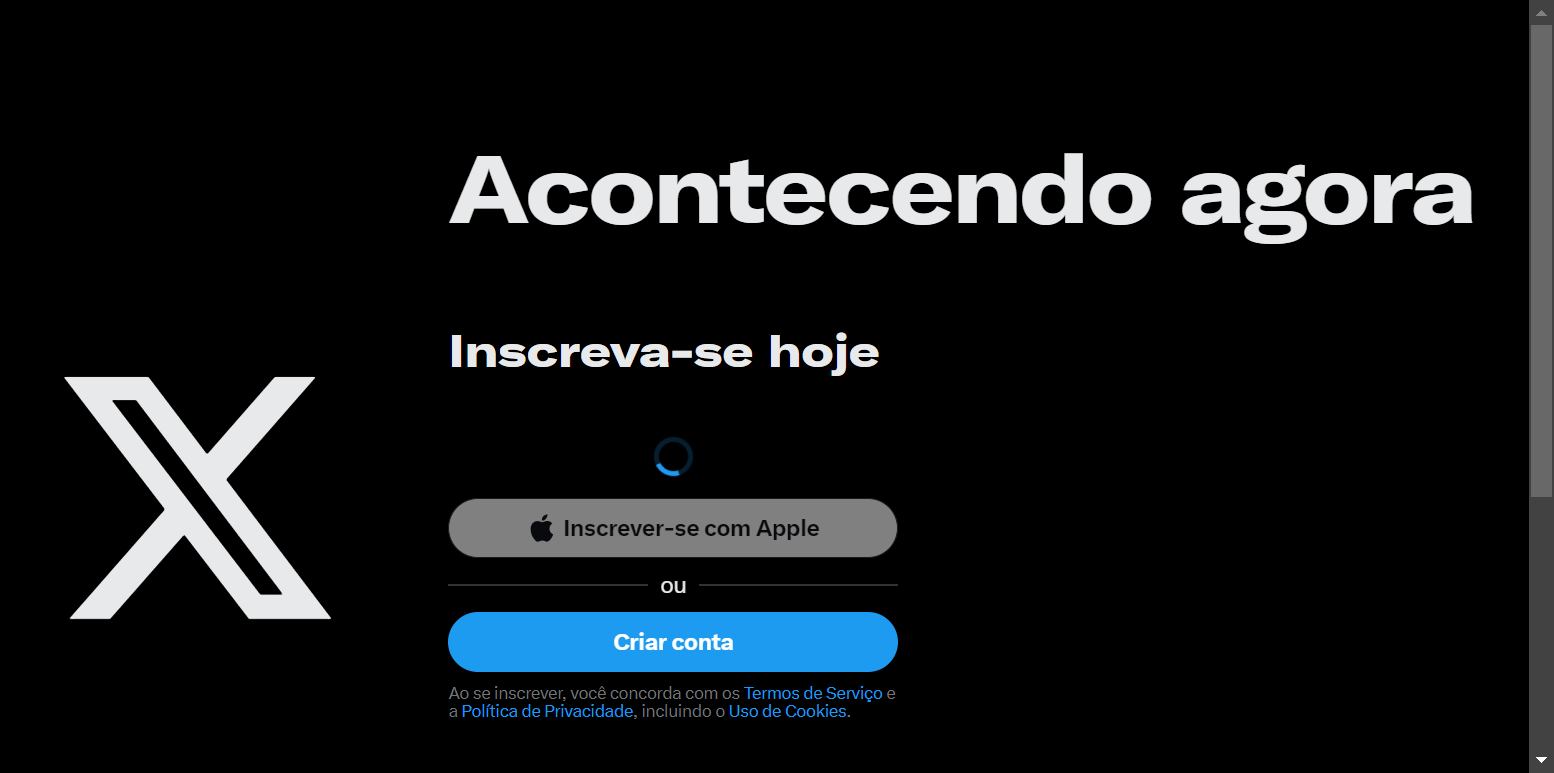 Acontecendo agora
Inscreva-se hoje
Inscrever-se com Apple
ou
Criar conta
Ao se inscrever, você concorda com os Termos de Serviço e
a Política de Privacidade, incluindo o Uso de Cookies.